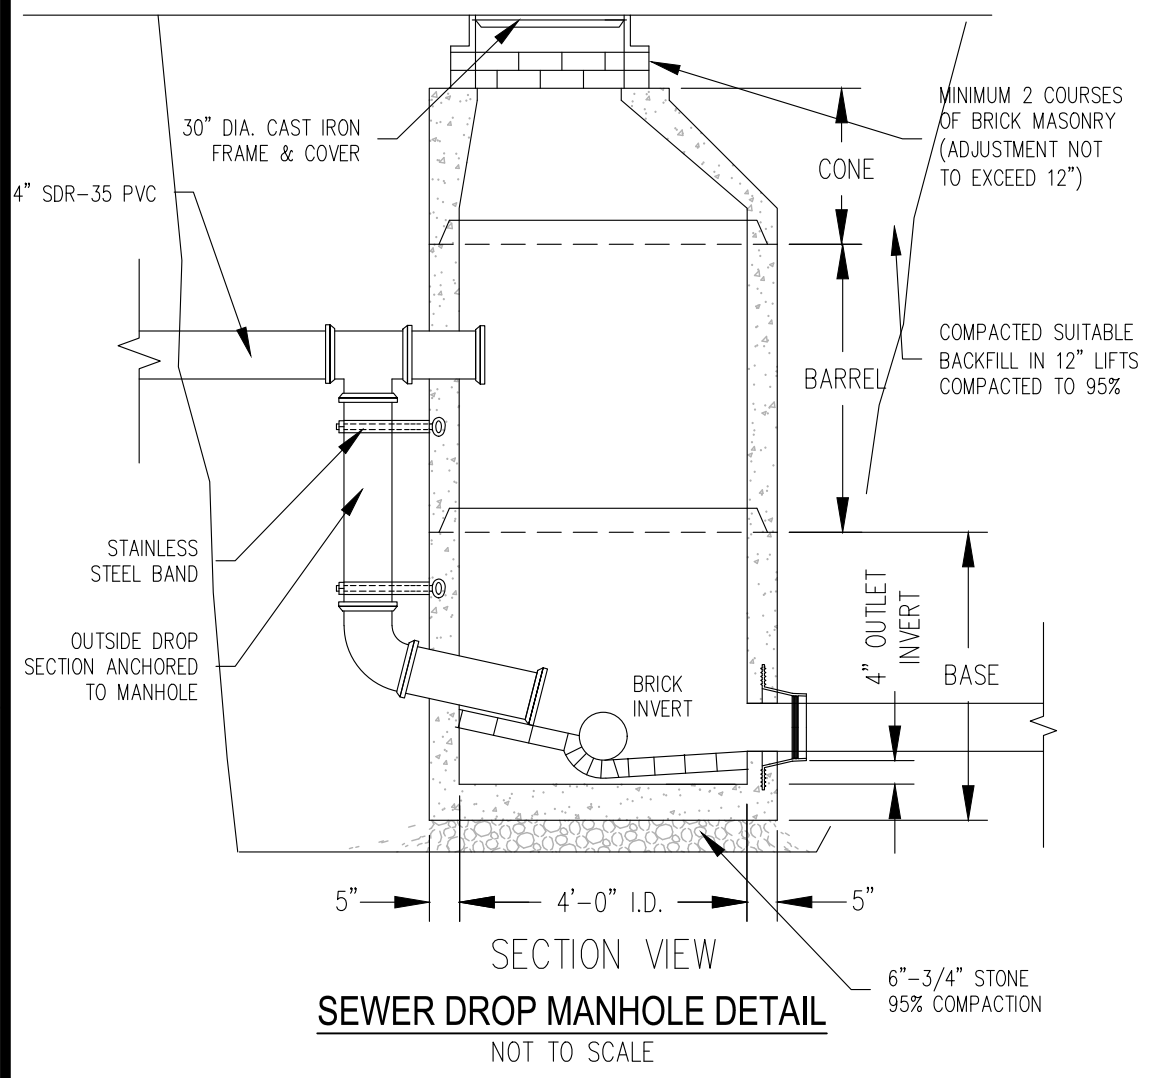 30" DIA. CAST IRON
FRAME & COVER
4" SDR-35 PVC
MINIMUM 2 COURSES
OF BRICK MASONRY
(ADJUSTMENT NOT
TO EXCEED 12")
CONE
COMPACTED SUITABLE
BACKFILL IN 12" LIFTS
COMPACTED TO 95%
BARREL
STAINLESS
STEEL BAND
OUTSIDE DROP
SECTION ANCHORED
TO MANHOLE
BRICK
INVERT
4" OUTLET
INVERT
BASE
5"
4'-0" I.D.
5"
SECTION VIEW
6"-3/4" STONE
95% COMPACTION
SEWER DROP MANHOLE DETAIL
NOT TO SCALE